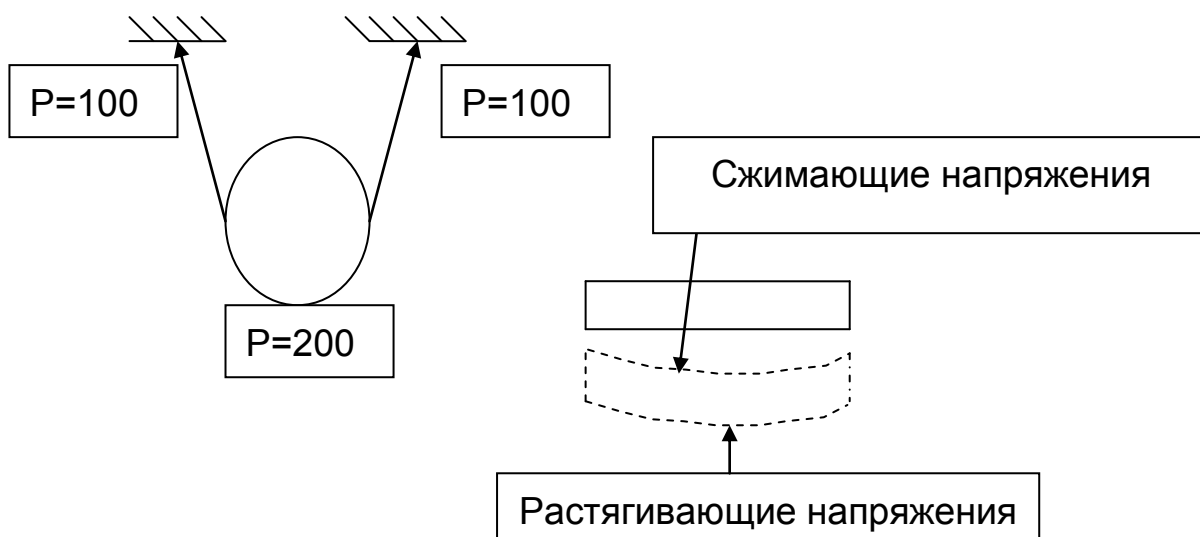 P=100
P=100
P=200
Сжимающие напряжения
Растягивающие напряжения